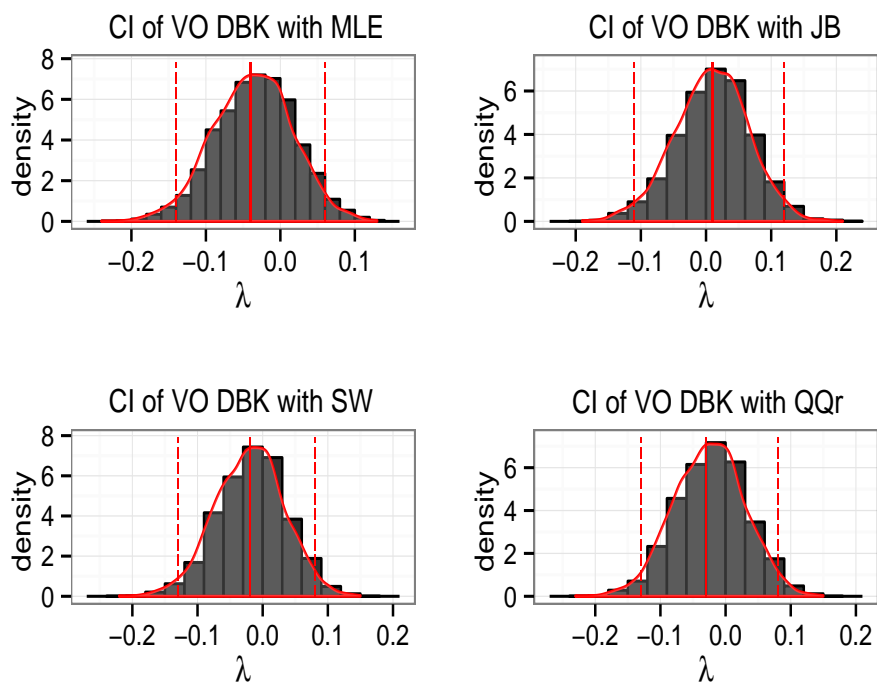 CI of VO DBK with MLE
density
8
6
4
2
0
−0.2 −0.1 0.0 0.1
λ
CI of VO DBK with JB
density
6
4
2
0
−0.2 −0.1 0.0 0.1 0.2
λ
CI of VO DBK with SW
density
8
6
4
2
0
−0.2 −0.1 0.0 0.1 0.2
λ
CI of VO DBK with QQr
density
6
4
2
0
−0.2 −0.1 0.0 0.1 0.2
λ